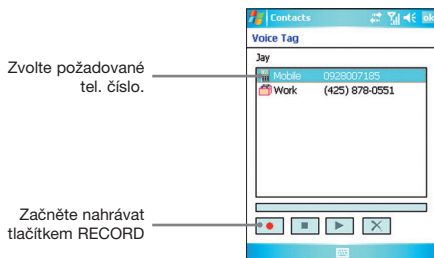 Contacts
ok
Voice Tag
Jay
Zvolte požadované
tel. číslo.
Mobile 0928007185
Work (425) 878-0551
Začněte nahrávat
tlačítkem RECORD